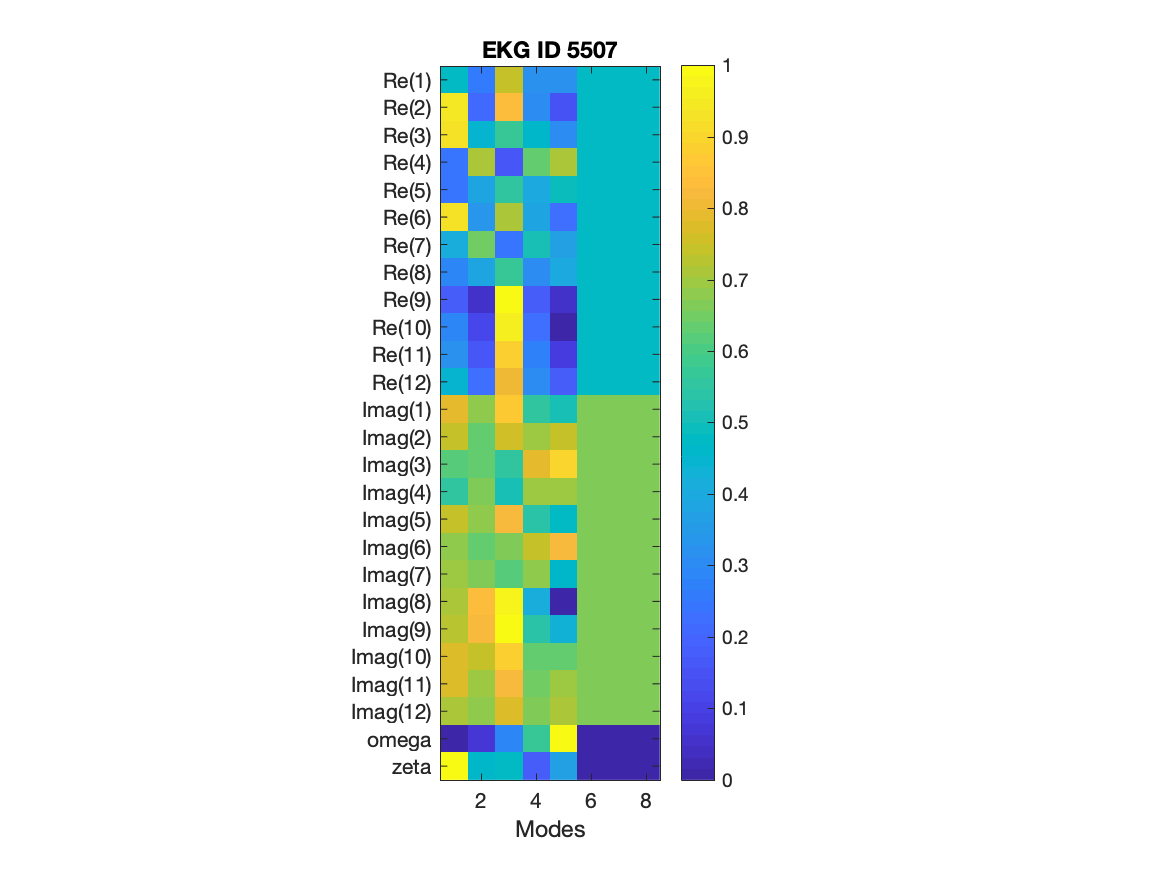 EKG ID 5507
Re(1)
Re(2)
Re(3)
Re(4)
Re(5)
Re(6)
Re(7)
Re(8)
Re(9)
Re(10)
Re(11)
Re(12)
Imag(1)
Imag(2)
Imag(3)
Imag(4)
Imag(5)
Imag(6)
Imag(7)
Imag(8)
Imag(9)
Imag(10)
Imag(11)
Imag(12)
omega
zeta
2 4 6 8
Modes
1
0.9
0.8
0.7
0.6
0.5
0.4
0.3
0.2
0.1
0